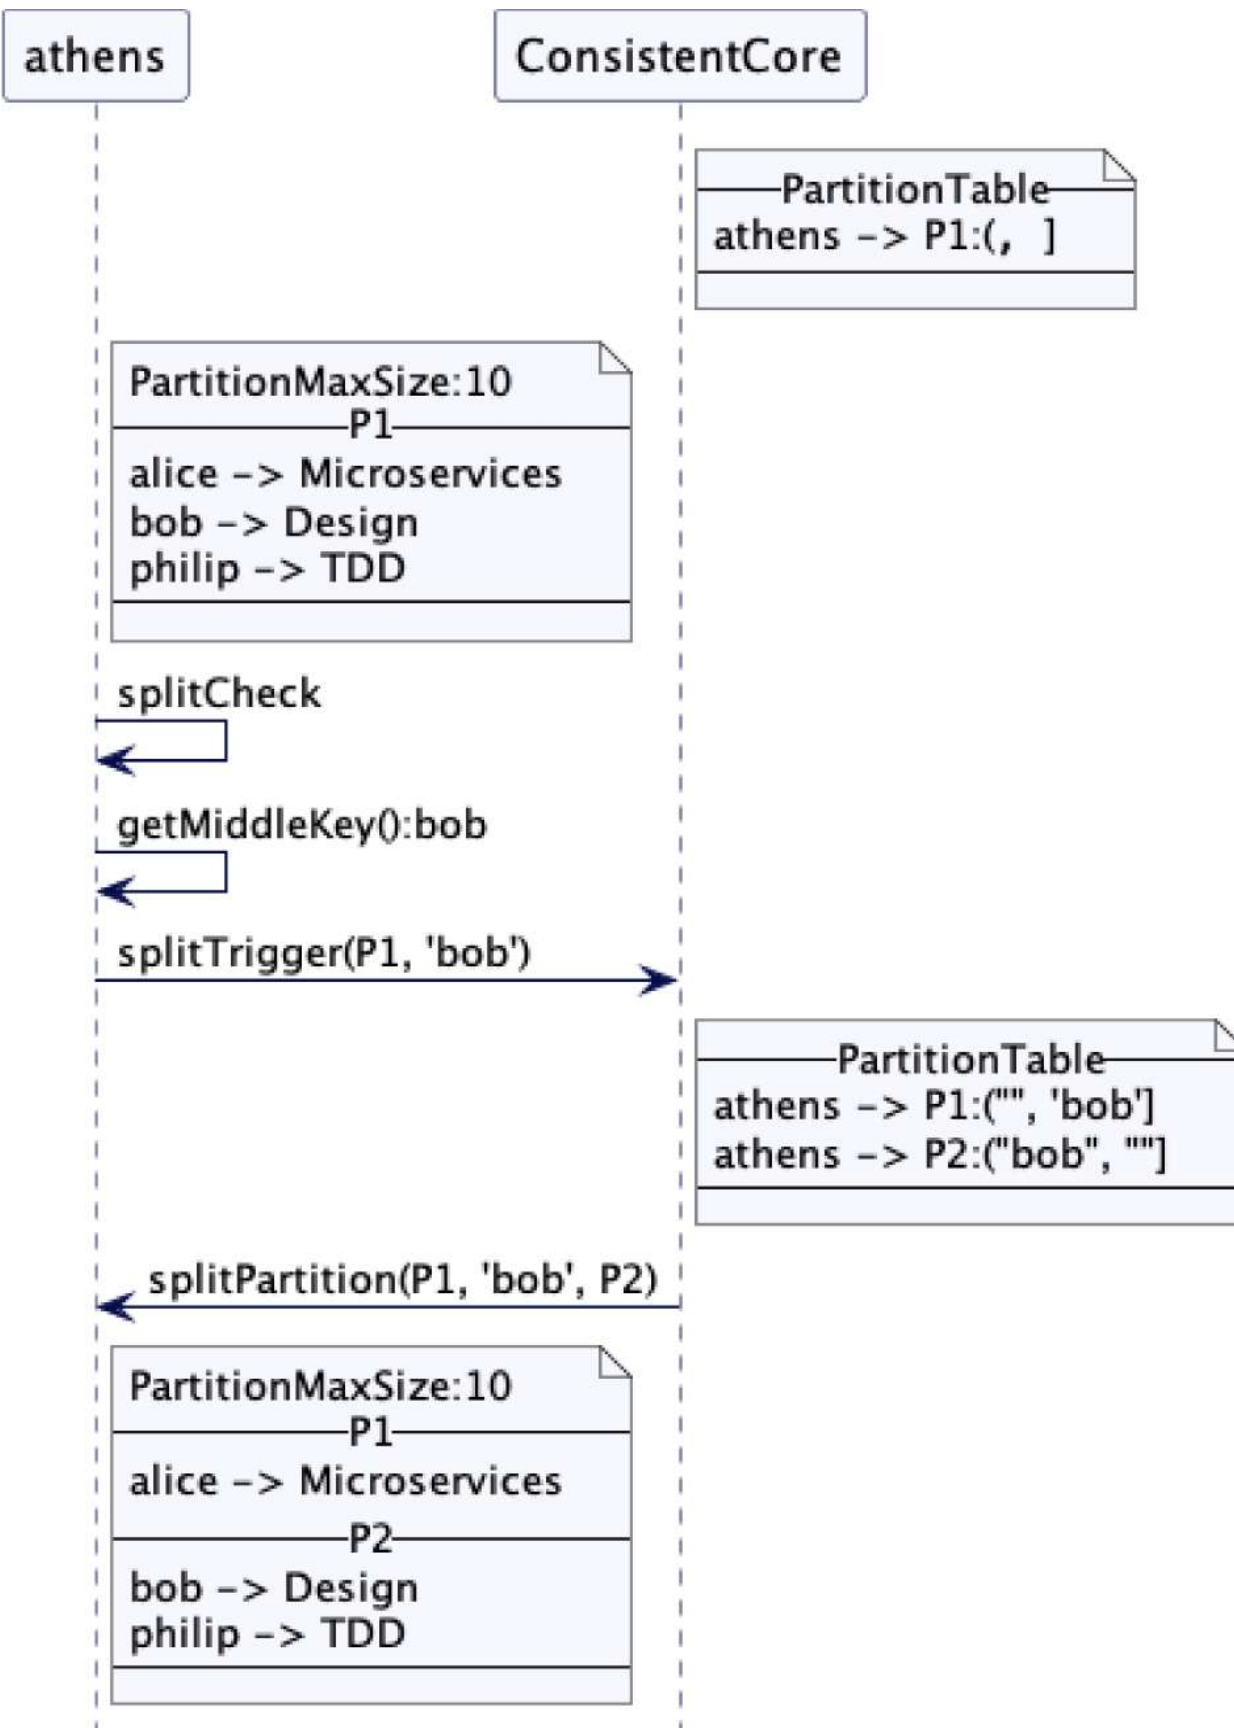 athens
ConsistentCore
PartitionTable
athens -> P1:(, ]
PartitionMaxSize:10
P1
alice -> Microservices
bob -> Design
philip -> TDD
splitCheck
getMiddleKey():bob
splitTrigger(P1, 'bob')
PartitionTable
athens -> P1:("", 'bob']
athens -> P2:("bob", ""]
splitPartition(P1, 'bob', P2)
PartitionMaxSize:10
P1
alice -> Microservices
P2
bob -> Design
philip -> TDD